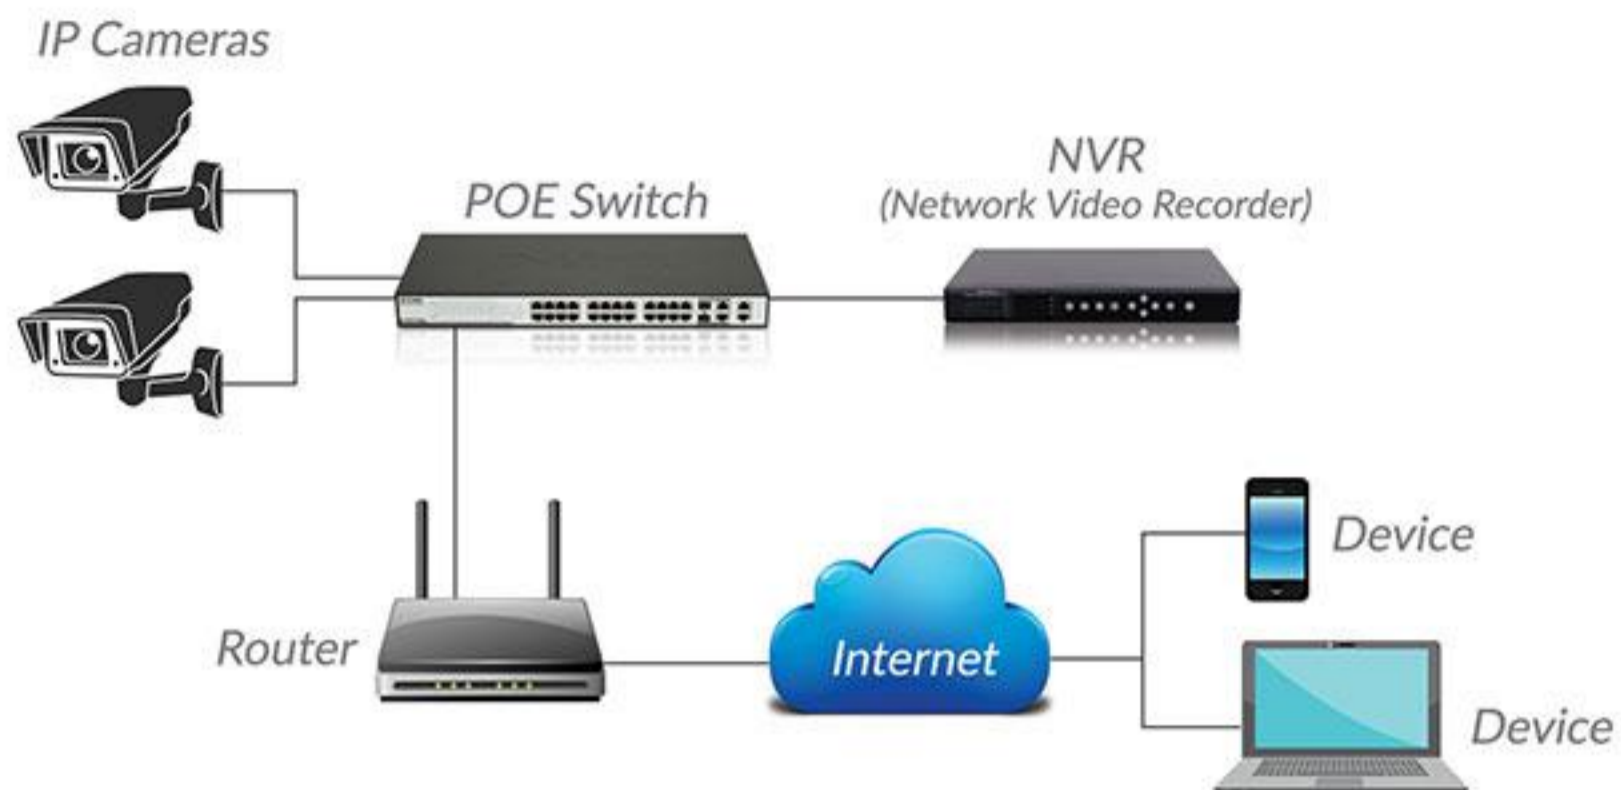 IP Cameras
POE Switch
NVR
(Network Video Recorder)
Device
Router
Internet
Device